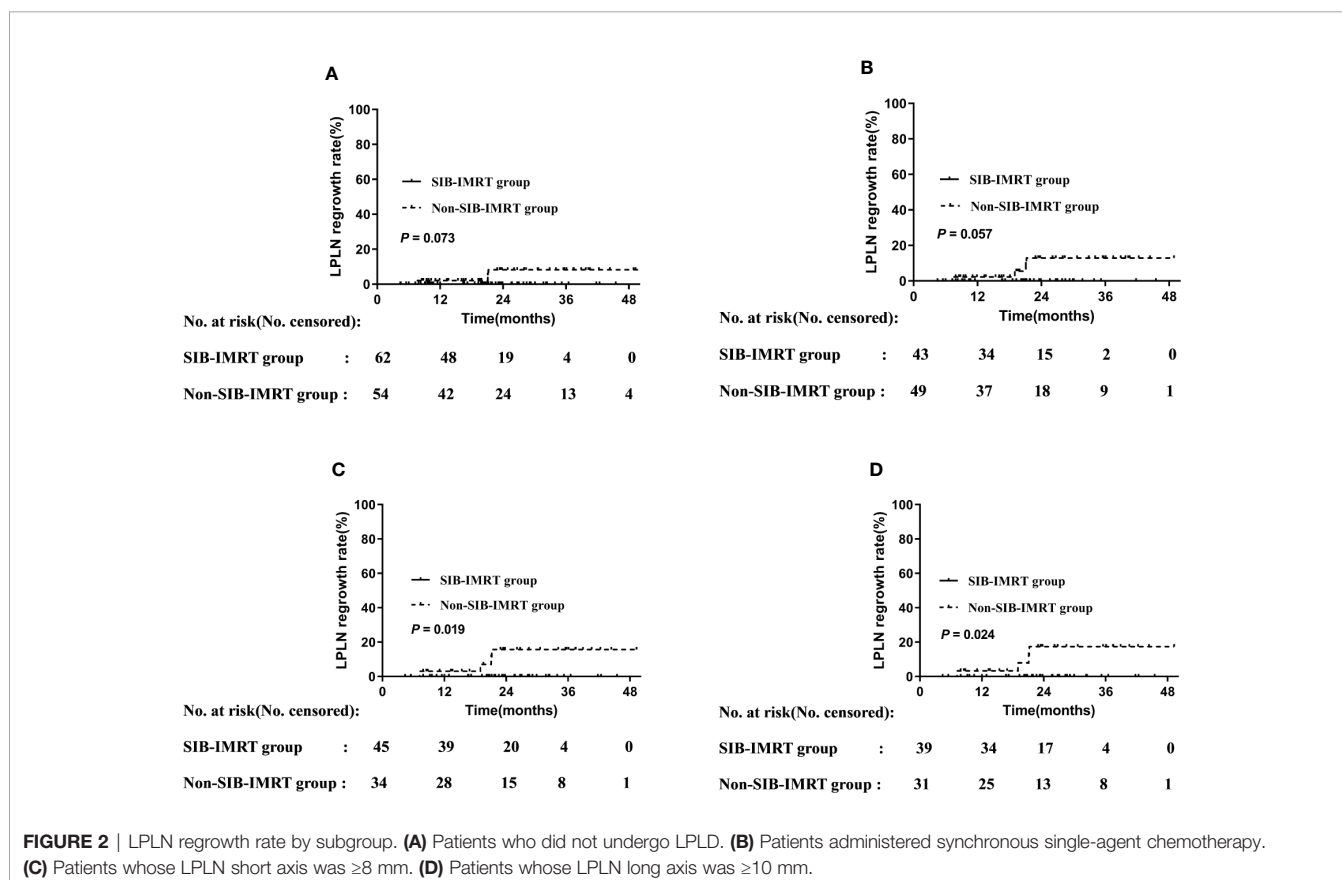 A
LPLN regrowth rate(%)
100
80
60
40
20
0
SIB-IMRT group
Non-SIB-IMRT group
P = 0.073
0 12 24 36 48
Time(months)
No. at risk(No. censored):
SIB-IMRT group : 62 48 19 4 0
Non-SIB-IMRT group : 54 42 24 13 4
B
LPLN regrowth rate(%)
100
80
60
40
20
0
SIB-IMRT group
Non-SIB-IMRT group
P = 0.057
0 12 24 36 48
Time(months)
No. at risk(No. censored):
SIB-IMRT group : 43 34 15 2 0
Non-SIB-IMRT group : 49 37 18 9 1
C
LPLN regrowth rate(%)
100
80
60
40
20
0
SIB-IMRT group
Non-SIB-IMRT group
P = 0.019
0 12 24 36 48
Time(months)
No. at risk(No. censored):
SIB-IMRT group : 45 39 20 4 0
Non-SIB-IMRT group : 34 28 15 8 1
D
LPLN regrowth rate(%)
100
80
60
40
20
0
SIB-IMRT group
Non-SIB-IMRT group
P = 0.024
0 12 24 36 48
Time(months)
No. at risk(No. censored):
SIB-IMRT group : 39 34 17 4 0
Non-SIB-IMRT group : 31 25 13 8 1
FIGURE 2 | LPLN regrowth rate by subgroup. (A) Patients who did not undergo LPLD. (B) Patients administered synchronous single-agent chemotherapy.
(C) Patients whose LPLN short axis was ≥8 mm. (D) Patients whose LPLN long axis was ≥10 mm.